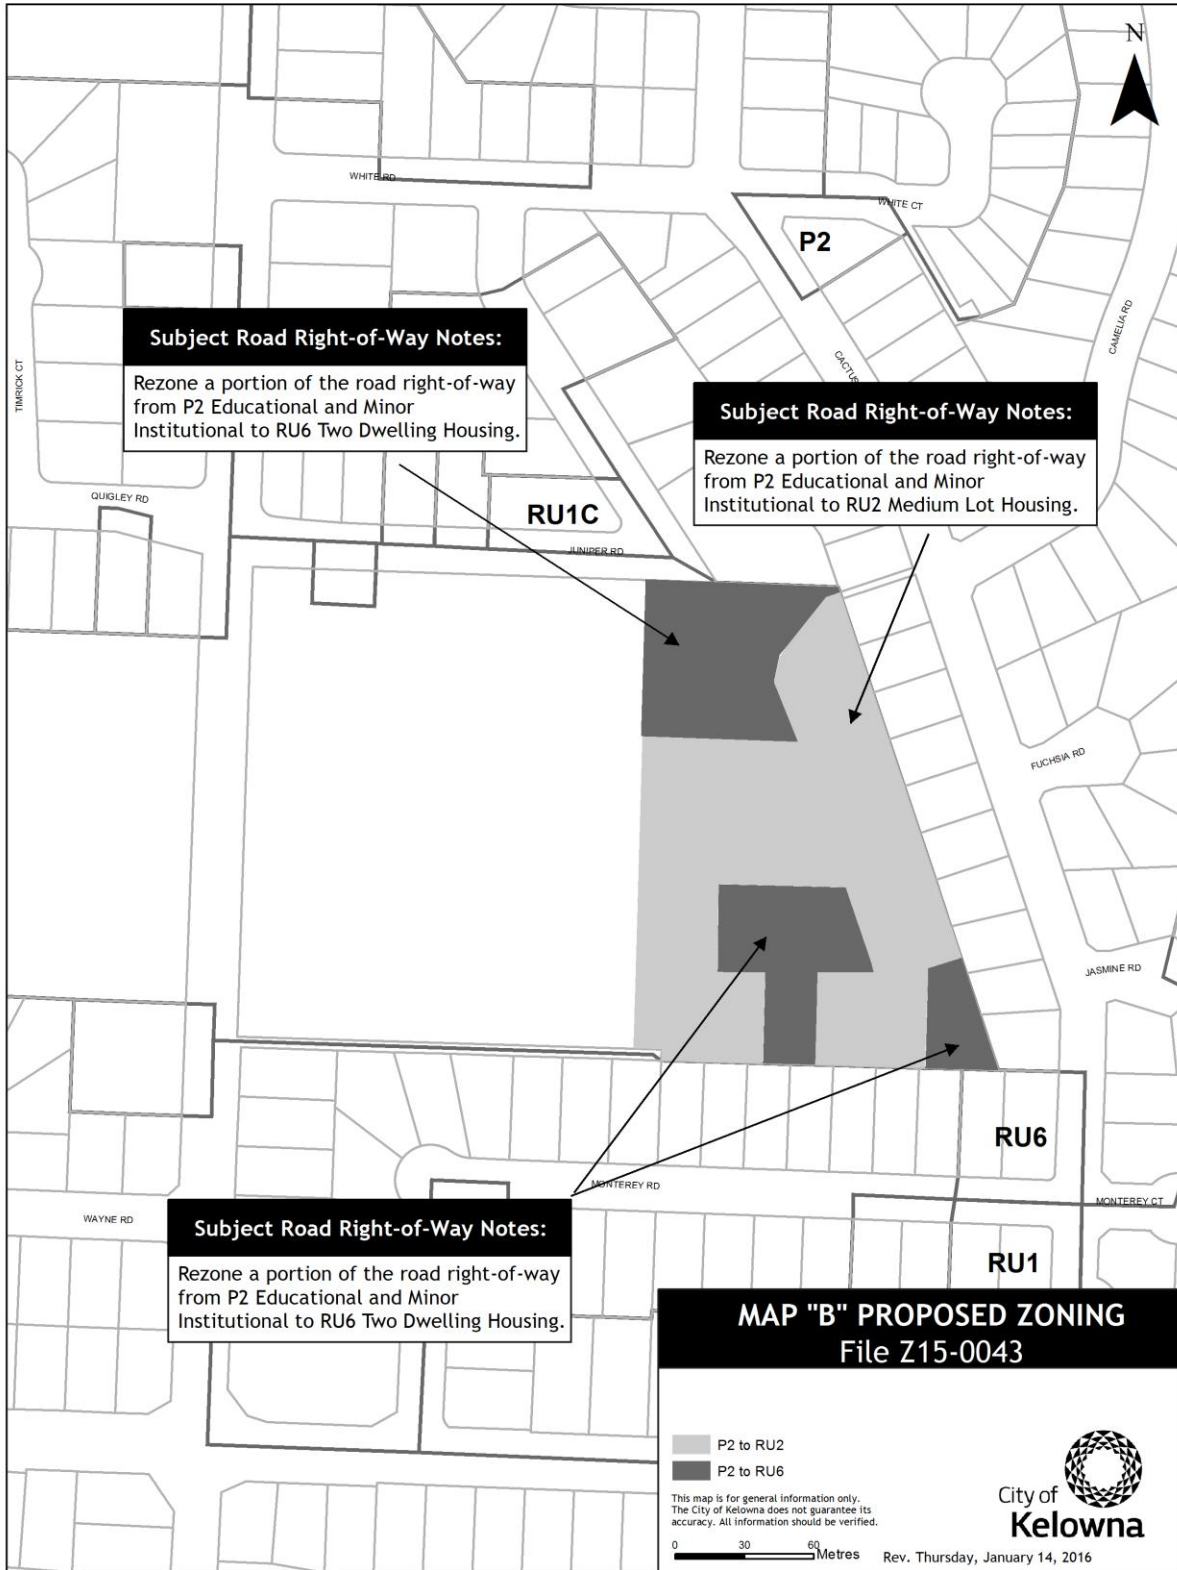 N
WHITE RD
WHITE CT
P2
CAMELIA RD
TIMRICK CT
CACTUS
Subject Road Right-of-Way Notes:
Rezone a portion of the road right-of-way
from P2 Educational and Minor
Institutional to RU6 Two Dwelling Housing.
Subject Road Right-of-Way Notes:
Rezone a portion of the road right-of-way
from P2 Educational and Minor
Institutional to RU2 Medium Lot Housing.
QUIGLEY RD
RU1C
JUNIPER RD
FUCHSIA RD
JASMINE RD
RU6
MONTEREY RD
MONTEREY CT
WAYNE RD
Subject Road Right-of-Way Notes:
Rezone a portion of the road right-of-way
from P2 Educational and Minor
Institutional to RU6 Two Dwelling Housing.
RU1
MAP "B" PROPOSED ZONING
File Z15-0043
P2 to RU2
P2 to RU6
This map is for general information only.
The City of Kelowna does not guarantee its
accuracy. All information should be verified.
0 30 60 Metres
City of
Kelowna
Rev. Thursday, January 14, 2016